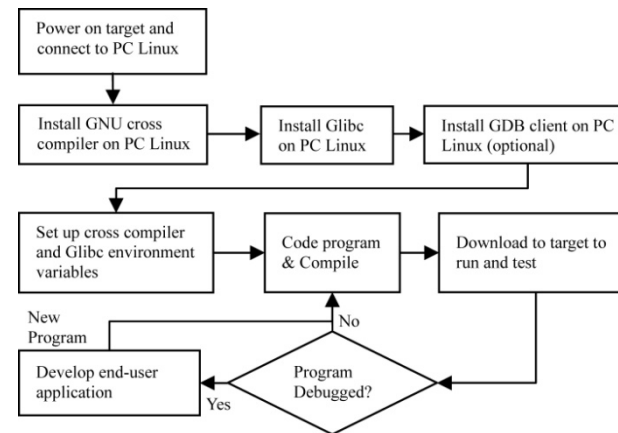 Power on target and
connect to PC Linux
Install GNU cross
compiler on PC Linux
Install Glibc
on PC Linux
Install GDB client on PC
Linux (optional)
Set up cross compiler
and Glibc environment
variables
Code program
& Compile
Download to target to
run and test
New
Program
No
Develop end-user
application
Yes
Program
Debugged?